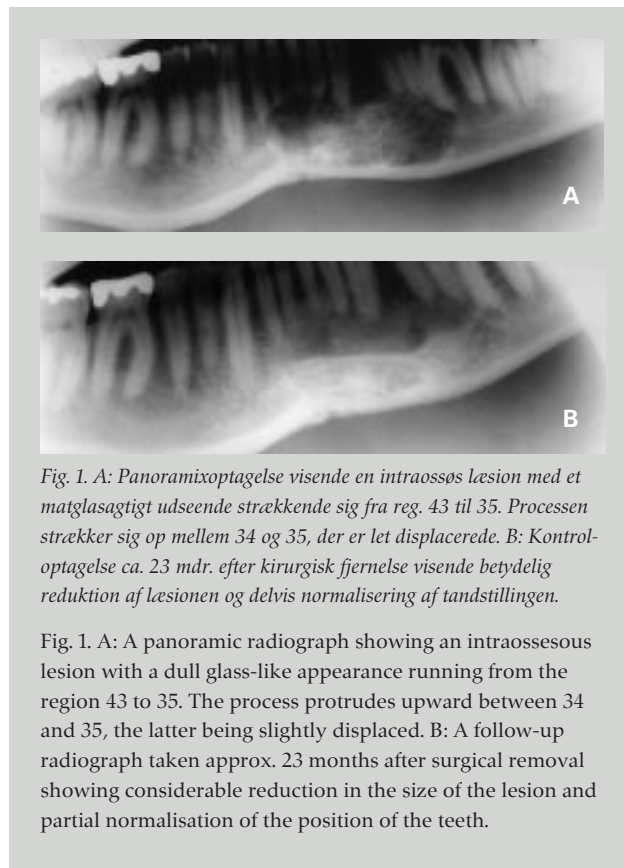 A
B
Fig. 1. A: Panoramixoptagelse visende en intraossøs læsion med et
matglasagtigt udseende strækkende sig fra reg. 43 til 35. Processen
strækker sig op mellem 34 og 35, der er let displacerede. B: Kontrol-
optagelse ca. 23 mdr. efter kirurgisk fjernelse visende betydelig
reduktion af læsionen og delvis normalisering af tandstillingen.
Fig. 1. A: A panoramic radiograph showing an intraossesous
lesion with a dull glass-like appearance running from the
region 43 to 35. The process protrudes upward between 34
and 35, the latter being slightly displaced. B: A follow-up
radiograph taken approx. 23 months after surgical removal
showing considerable reduction in the size of the lesion and
partial normalisation of the position of the teeth.